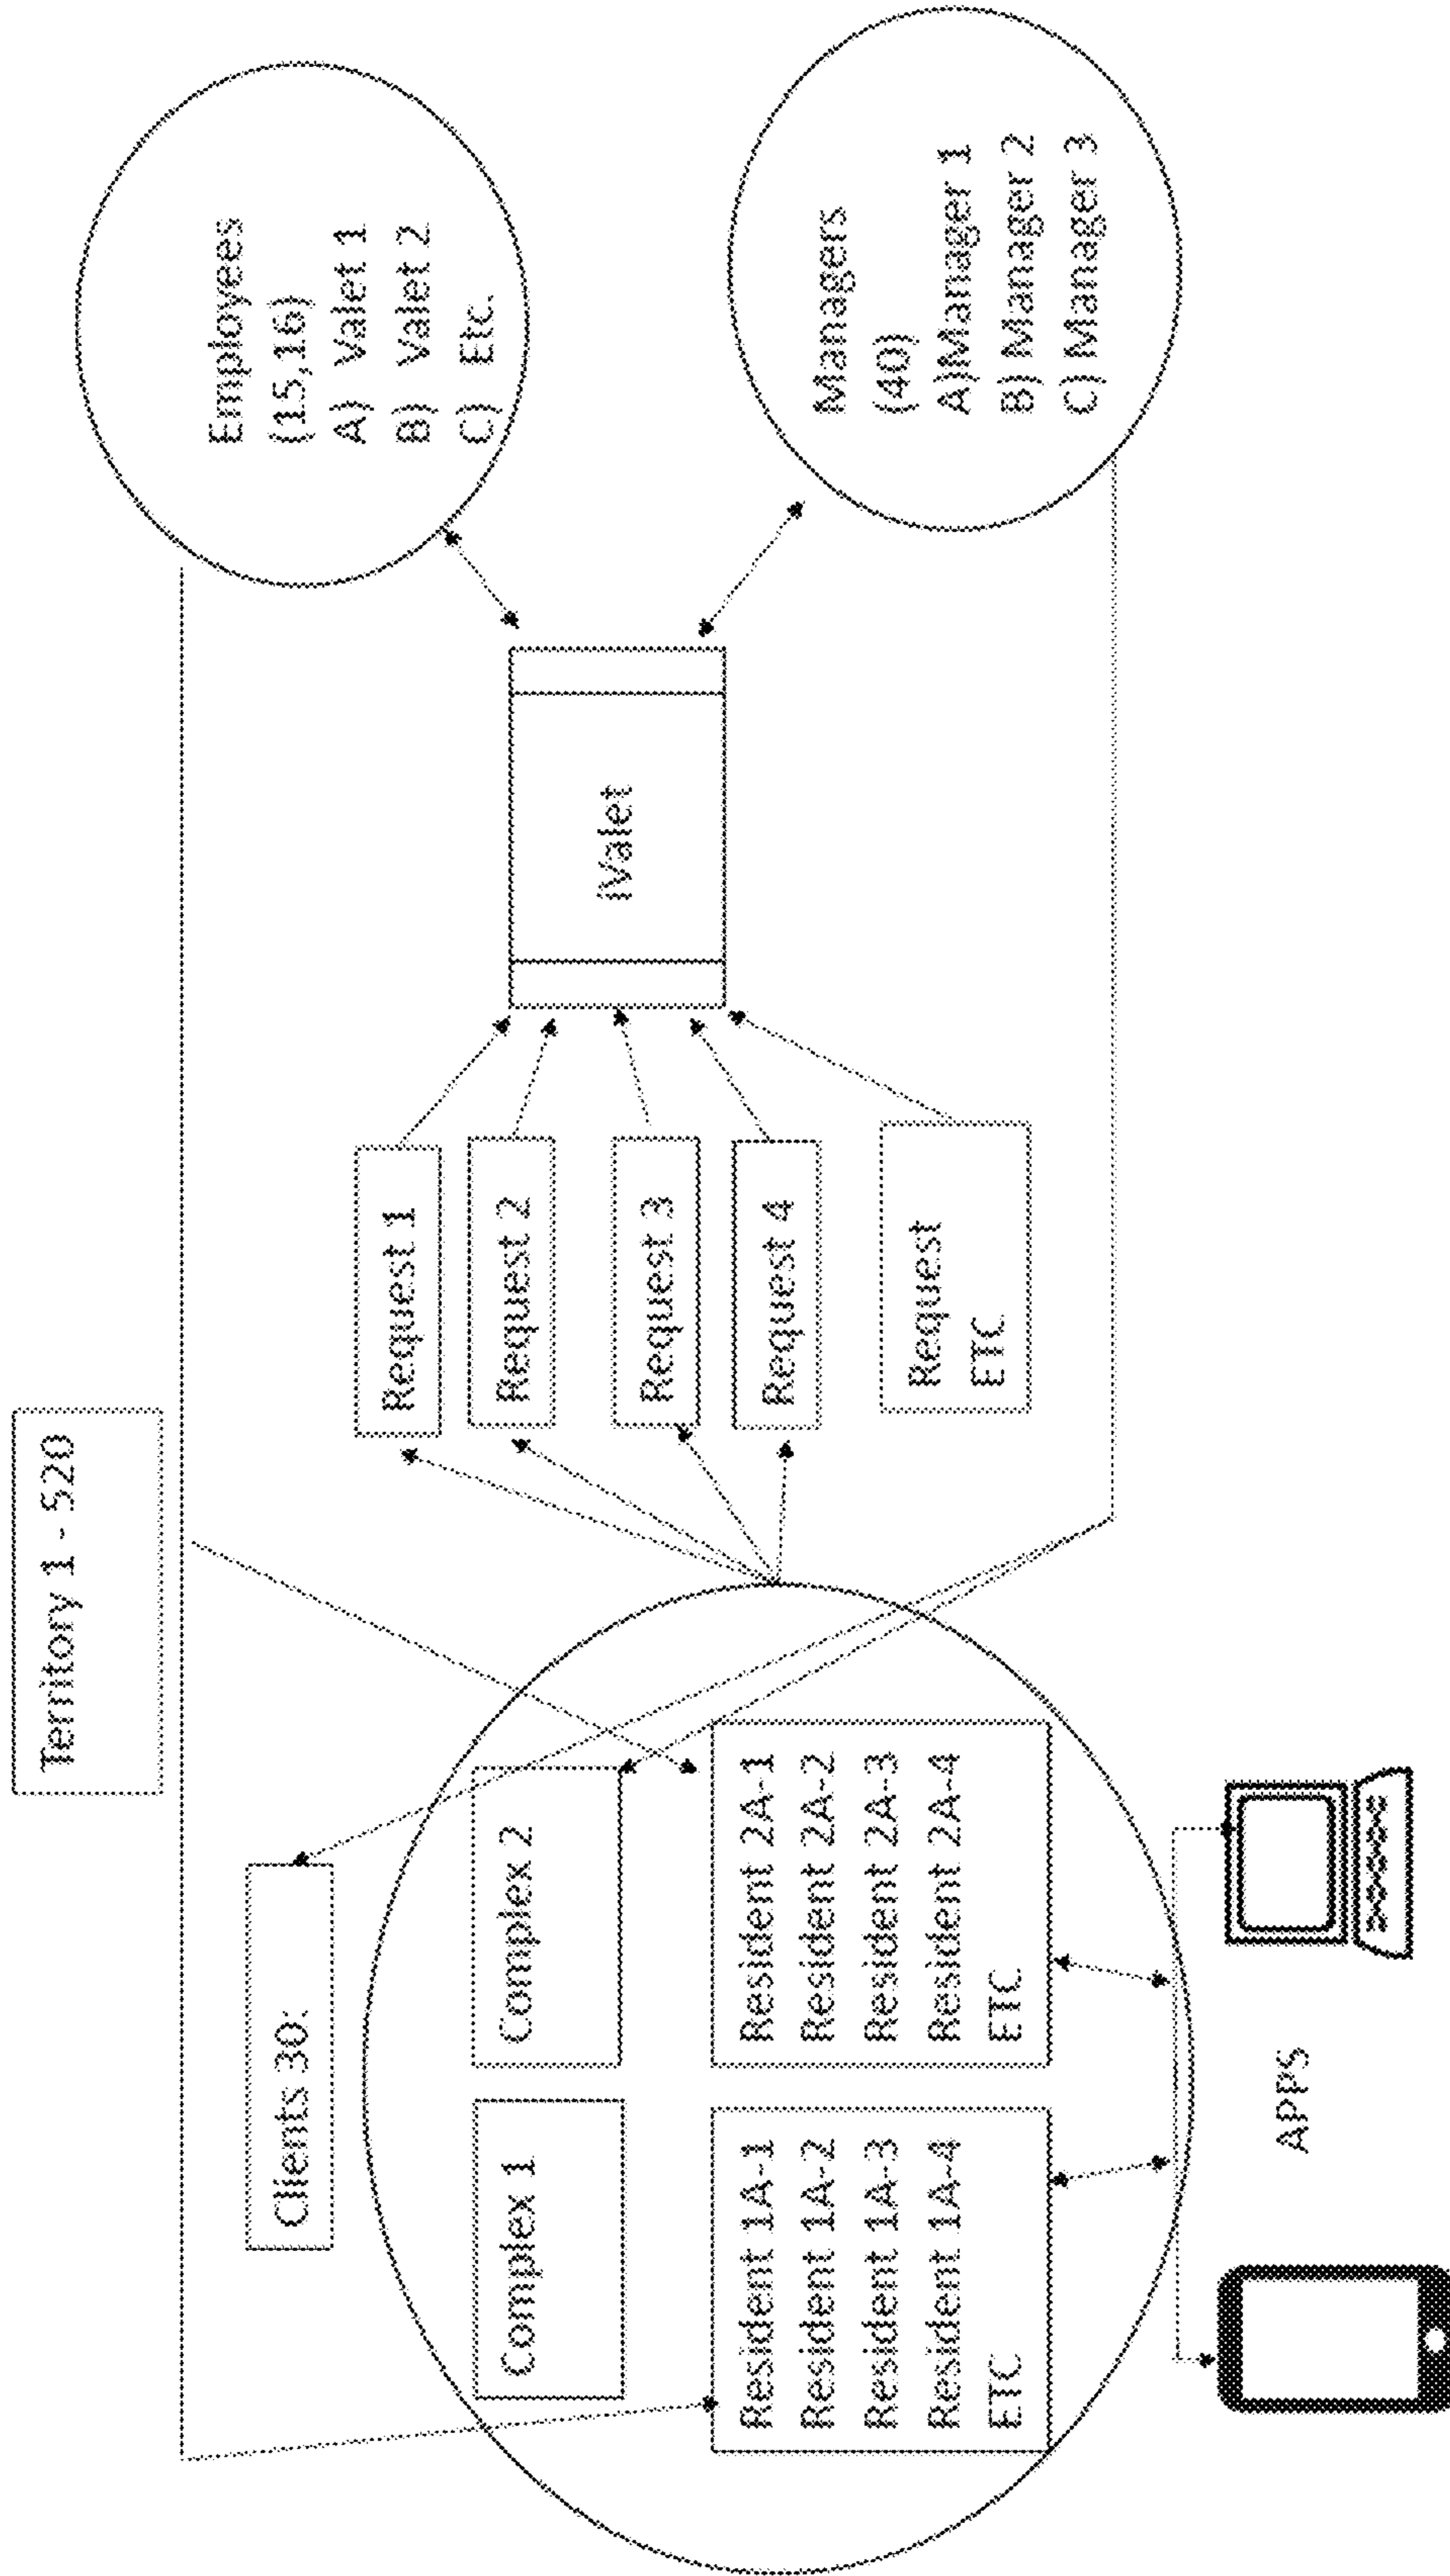 Territory 1 - 520
Clients 30:
Complex 1
Complex 2
Resident 1A-1
Resident 1A-2
Resident 1A-3
Resident 1A-4
ETC
Resident 2A-1
Resident 2A-2
Resident 2A-3
Resident 2A-4
ETC
APPS
Request 1
Request 2
Request 3
Request 4
Request
ETC
iValet
Employees
(15,16)
A) Valet 1
B) Valet 2
C) Etc.
Managers
(40)
A)Manager 1
B) Manager 2
C) Manager 3